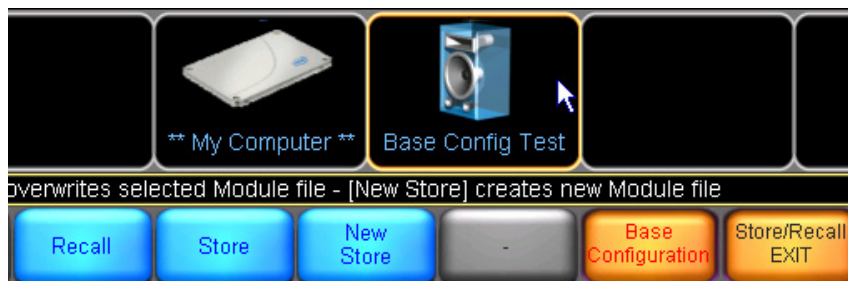 ** My Computer **
Base Config Test
overwrites selected Module file - [New Store] creates new Module file
Recall
Store
New
Store
-
Base
Configuration
Store/Recall
EXIT